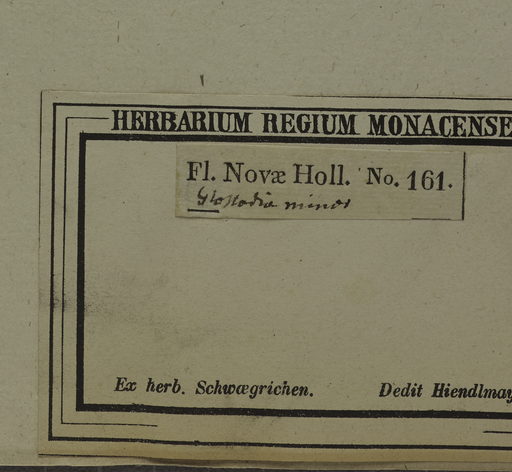 HERBARIUM REGIUM MONACENSE
Fl. Novæ Holl. No. 161.
Glossodia minor
Ex herb. Schwægrichen. Dedit Hiendlmay